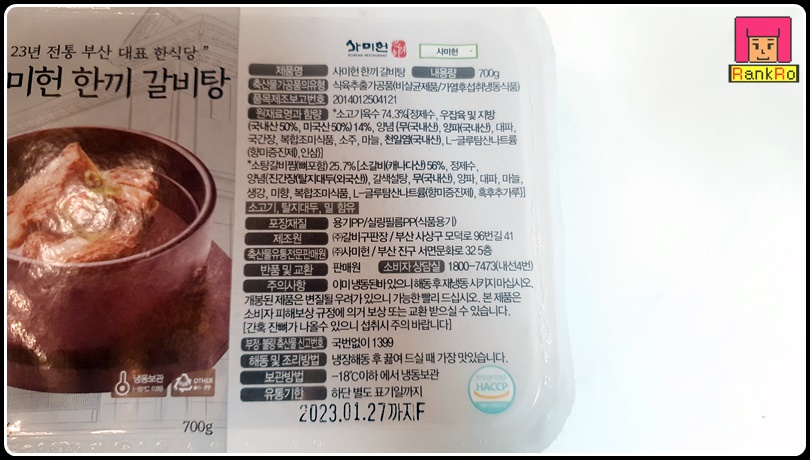 23년 전통 부산 대표 한식당 "
미헌 한끼 갈비탕
냉동보관
-18℃이하
OTHER
PP
700g
사미헌
KOREAN RESTAURANT
사미헌
제품명 사미헌 한끼 갈비탕 내용량 700g
축산물가공품의유형 식육추출가공품(비살균제품/가열후섭취냉동식품)
품목제조보고번호 2014012504121
원재료명과 함량 *소고기육수 74.3%[정제수, 우잡육 및 지방
(국내산 50%, 미국산 50%) 14%, 양념 (무(국내산), 양파(국내산), 대파,
국간장, 복합조미식품, 소주, 마늘, 천일염(국내산), L-글루탐산나트륨
(향미증진제), 인삼)]
*소탕갈비찜(뼈포함) 25.7% [소갈비(캐나다산) 56%, 정제수,
양념(진간장(탈지대두(외국산)), 갈색설탕, 무(국내산), 양파, 대파, 마늘,
생강, 미향, 복합조미식품, L-글루탐산나트륨(향미증진제), 흑후추가루)]
소고기, 탈지대두, 밀 함유
포장재질 용기PP/실링필름PP(식품용기)
제조원 ㈜갈비구판장 / 부산 사상구 모덕로 96번길 41
축산물유통전문판매원 ㈜사미헌 / 부산 진구 서면문화로 32 5층
반품 및 교환 판매원 소비자 상담실 1800-7473(내선4번)
주의사항 이미 냉동된바 있으니 해동 후 재냉동 시키지 마십시오.
개봉된 제품은 변질될 우려가 있으니 가능한 빨리 드십시오. 본 제품은
소비자 피해보상 규정에 의거 보상 또는 교환 받으실 수 있습니다.
[간혹 잔뼈가 나올수 있으니 섭취시 주의 바랍니다]
부정·불량 축산물 신고번호 국번없이 1399
해동 및 조리방법 냉장해동 후 끓여 드실 때 가장 맛있습니다.
보관방법 -18℃이하 에서 냉동보관
유통기한 하단 별도 표기일까지
2023.01.27까지F
HACCP
RankRo